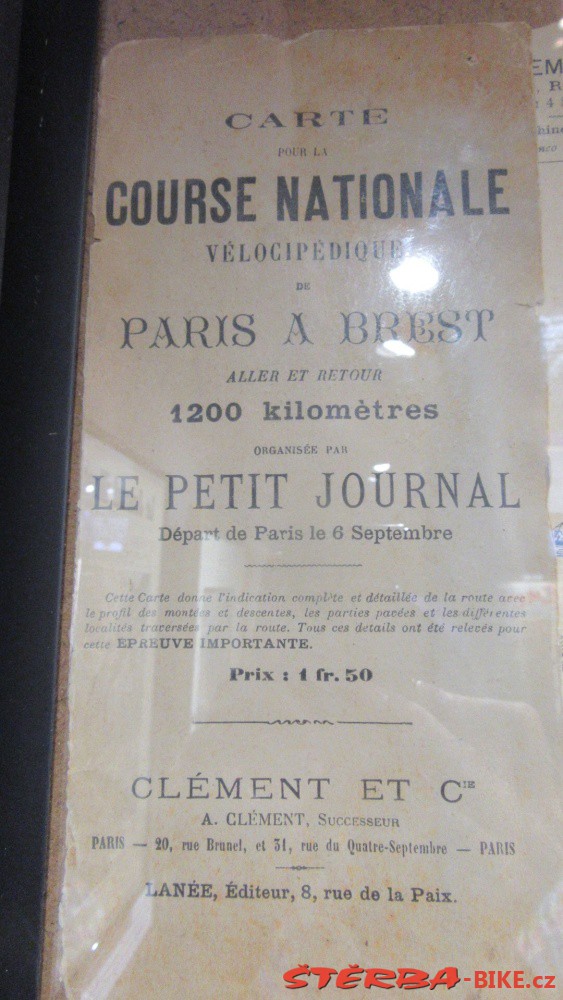 CARTE
POUR LA
COURSE NATIONALE
VÉLOCIPÉDIQUE
DE
PARIS A BREST
ALLER ET RETOUR
1200 kilomètres
ORGANISÉE PAR
LE PETIT JOURNAL
Départ de Paris le 6 Septembre
Cette Carte donne l'indication complète et détaillée de la route avec
le profil des montées et descentes, les parties pavées et les différentes
localités traversées par la route. Tous ces détails ont été relevés pour
cette EPREUVE IMPORTANTE.
Prix : 1 fr. 50
CLÉMENT ET CIE
A. CLÉMENT, SUCCESSEUR
PARIS — 20, rue Brunel, et 31, rue du Quatre-Septembre — PARIS
LANÉE, Éditeur, 8, rue de la Paix.
ŠTĚRBA-BIKE.cz